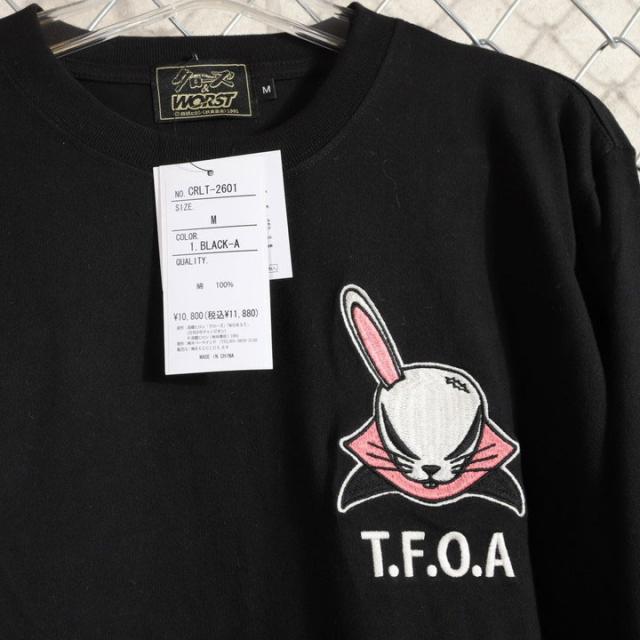 クローズ
&
WORST
M
NO. CRLT-2601
SIZE.
M
COLOR.
1. BLACK-A
QUALITY.
綿 100%
¥10,800(税込¥11,880)
MADE IN CHINA
T.F.O.A